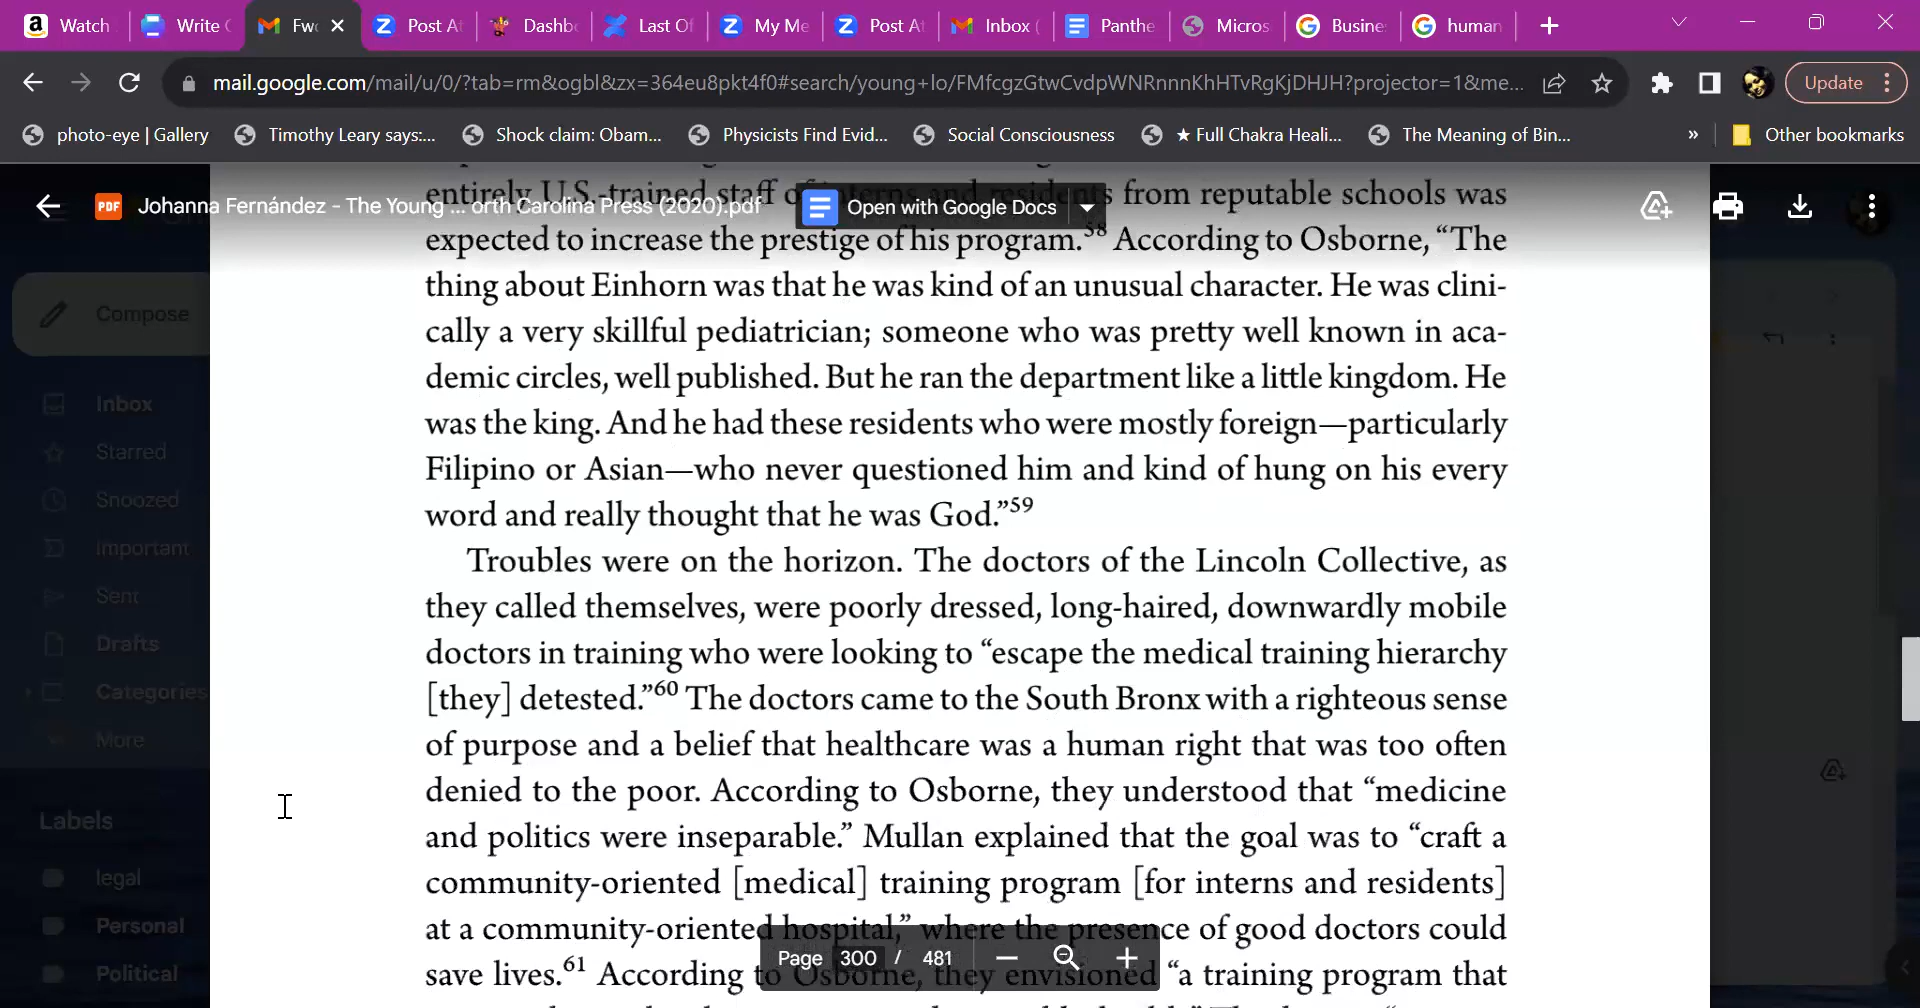 Watch
Write
Fw
Post At
Dashb
Last Of
My Me
Post At
Inbox (
Panthe
Micros
Busine
human
mail.google.com/mail/u/0/?tab=rm&ogbl&zx=364eu8pkt4f0#search/young+lo/FMfcgzGtwCvdpWNRnnnKhHTvRgKjDHJH?projector=1&me...
Update
photo-eye | Gallery
Timothy Leary says:...
Shock claim: Obam...
Physicists Find Evid...
Social Consciousness
★ Full Chakra Heali...
The Meaning of Bin...
»
Other bookmarks
entirely U.S.-trained staff of interns and residents from reputable schools was
PDF Johanna Fernández - The Young ... orth Carolina Press (2020).pdf
Open with Google Docs
expected to increase the prestige of his program.58 According to Osborne, “The
thing about Einhorn was that he was kind of an unusual character. He was clini-
cally a very skillful pediatrician; someone who was pretty well known in aca-
demic circles, well published. But he ran the department like a little kingdom. He
was the king. And he had these residents who were mostly foreign—particularly
Filipino or Asian—who never questioned him and kind of hung on his every
word and really thought that he was God.”59
Troubles were on the horizon. The doctors of the Lincoln Collective, as
they called themselves, were poorly dressed, long-haired, downwardly mobile
doctors in training who were looking to “escape the medical training hierarchy
[they] detested.”60 The doctors came to the South Bronx with a righteous sense
of purpose and a belief that healthcare was a human right that was too often
denied to the poor. According to Osborne, they understood that “medicine
and politics were inseparable.” Mullan explained that the goal was to “craft a
community-oriented [medical] training program [for interns and residents]
at a community-oriented hospital,” where the presence of good doctors could
save lives.61 According to Osborne, they envisioned “a training program that
Page 300 / 481
Compose
Inbox
Starred
Snoozed
Important
Sent
Drafts
Categories
More
Labels
legal
Personal
Political